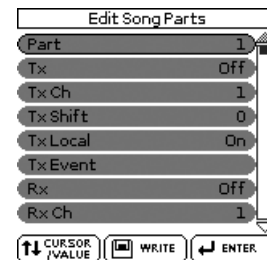 Edit Song Parts
Part 1
Tx Off
Tx Ch 1
Tx Shift 0
Tx Local On
Tx Event
Rx Off
Rx Ch 1
CURSOR /VALUE WRITE ENTER